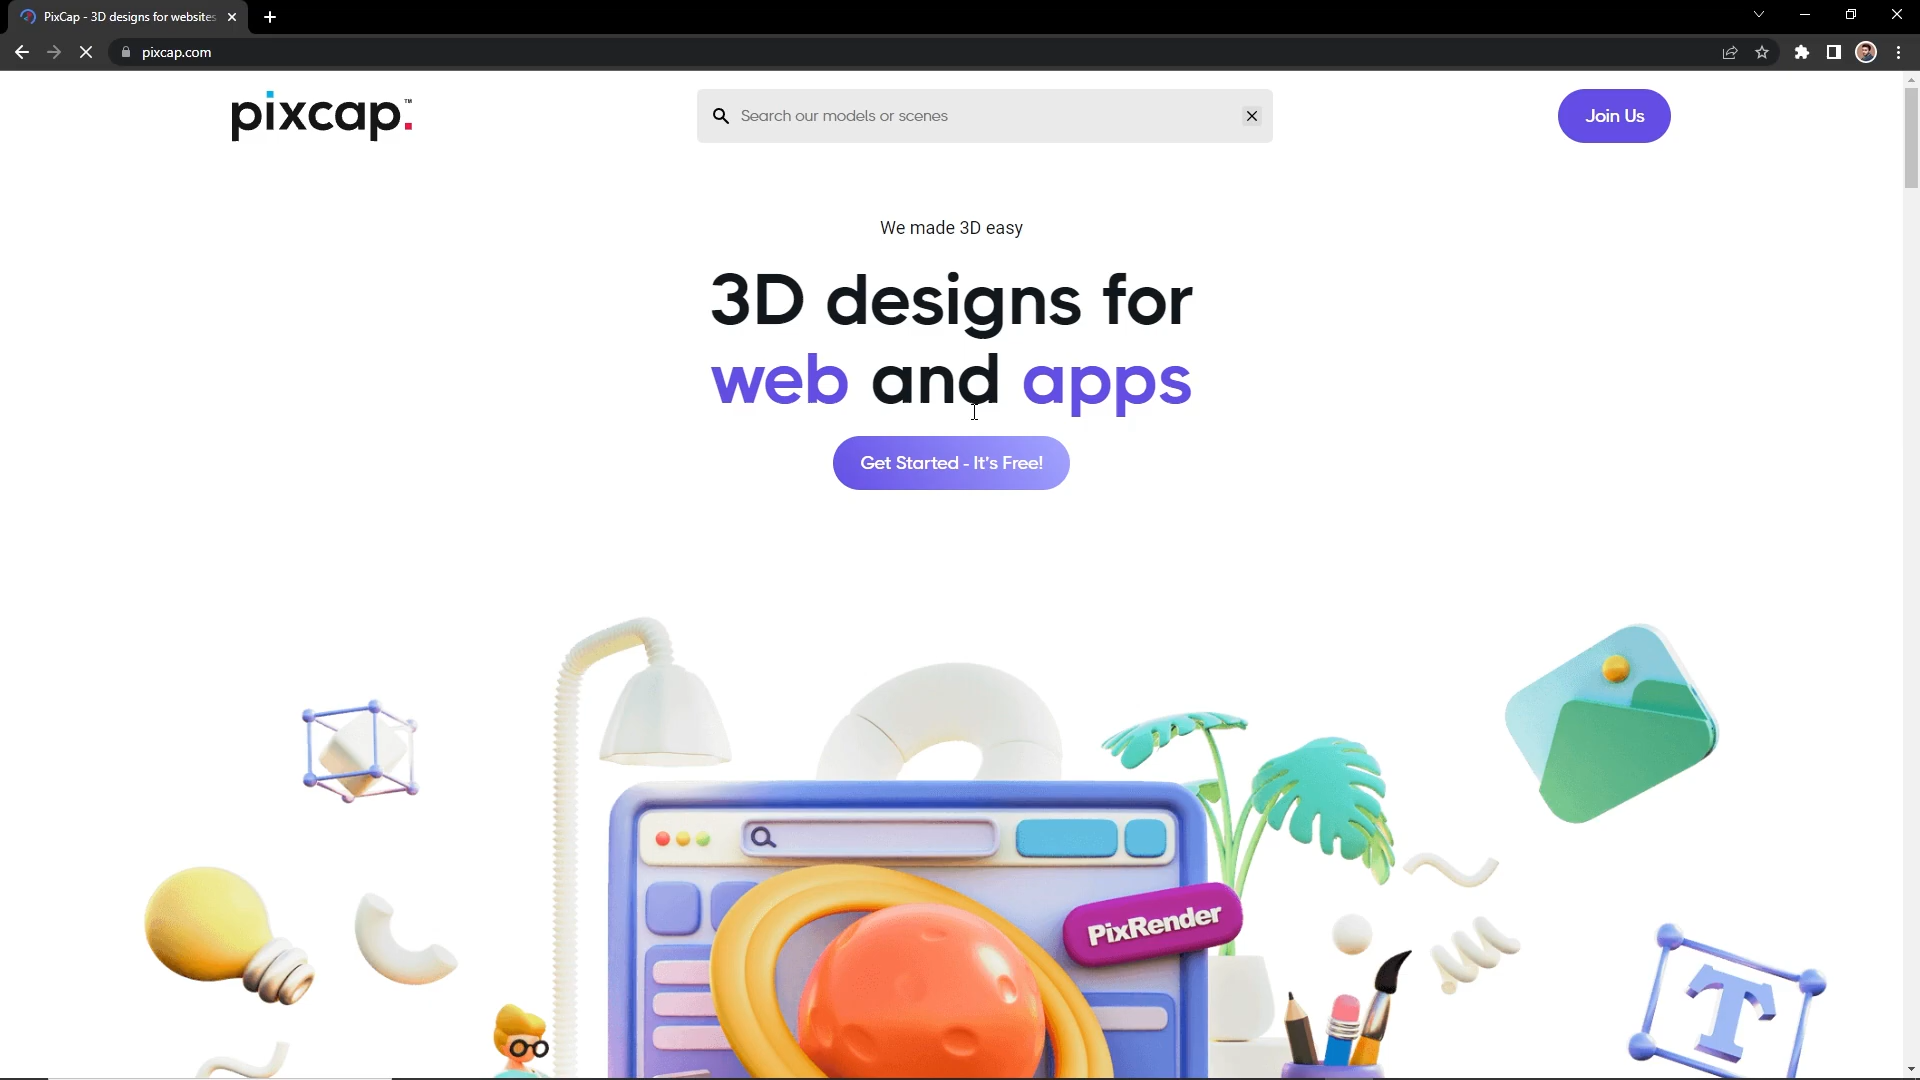 PixCap - 3D designs for websites
pixcap.com
pixcap.™
Search our models or scenes
Join Us
We made 3D easy
3D designs for
web and apps
Get Started - It's Free!
PixRender
T